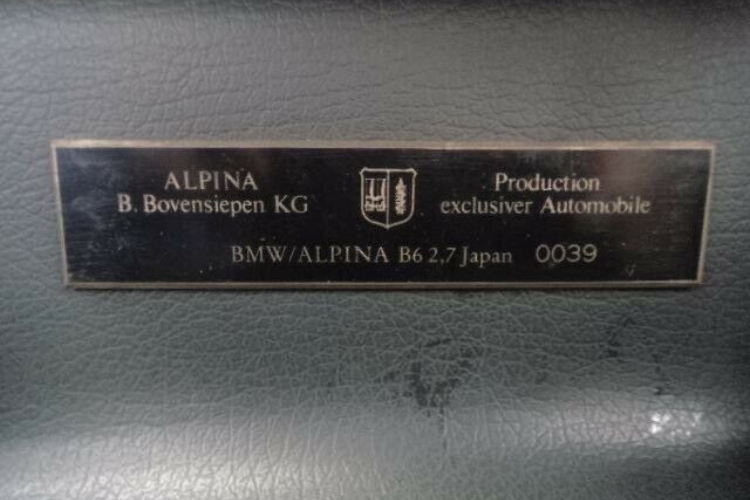 ALPINA
B. Bovensiepen KG
Production
exclusiver Automobile
BMW/ALPINA B6 2,7 Japan 0039